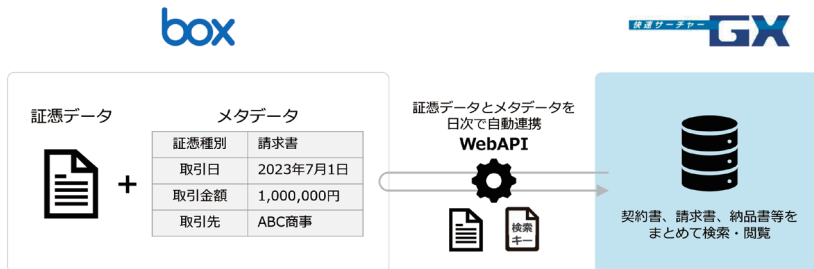 box
快速サーチャー GX
証憑データ
メタデータ
証憑種別 請求書
取引日 2023年7月1日
取引金額 1,000,000円
取引先 ABC商事
証憑データとメタデータを
日次で自動連携
WebAPI
検索
キー
契約書、請求書、納品書等を
まとめて検索・閲覧